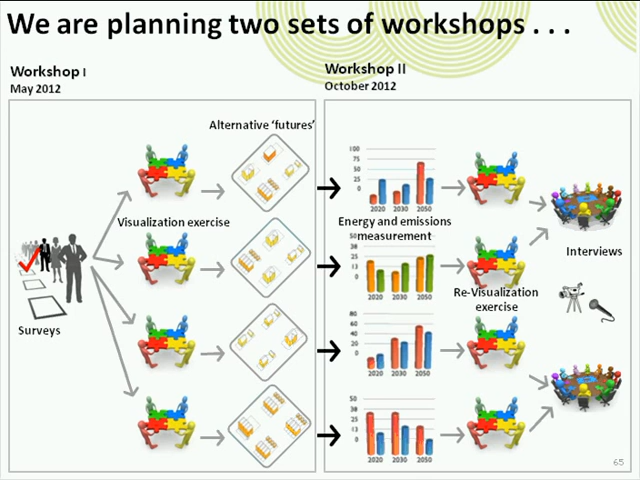 We are planning two sets of workshops . . .
Workshop I
May 2012
Workshop II
October 2012
Alternative ‘futures’
Visualization exercise
Surveys
100
75
50
25
0
2020 2030 2050
Energy and emissions
measurement
50
38
25
13
0
2020 2030 2050
Re-Visualization
exercise
Interviews
80
60
40
20
0
2020 2030 2050
50
38
25
13
0
2020 2030 2050
65